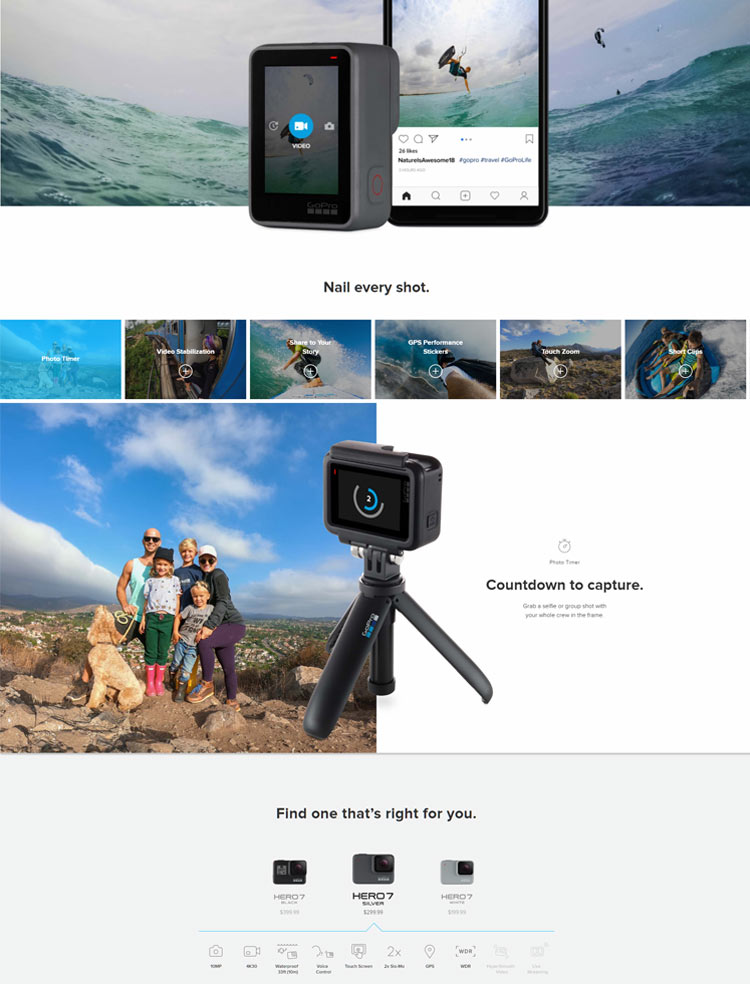 VIDEO
GoPro
26 likes
NatureIsAwesome18 #gopro #travel #GoProLife
2 HOURS AGO
Nail every shot.
Photo Timer
Video Stabilization
Share to Your
Story
GPS Performance
Stickers
Touch Zoom
Short Clips
2
GoPro
Photo Timer
Countdown to capture.
Grab a selfie or group shot with
your whole crew in the frame
Find one that's right for you.
HERO7
BLACK
$399.99
HERO7
SILVER
$299.99
HERO7
WHITE
$199.99
2x
WDR
10MP
4K30
Waterproof
33ft (10m)
Voice
Control
Touch Screen
2x Slo-Mo
GPS
WDR
HyperSmooth
Video
Live
Streaming